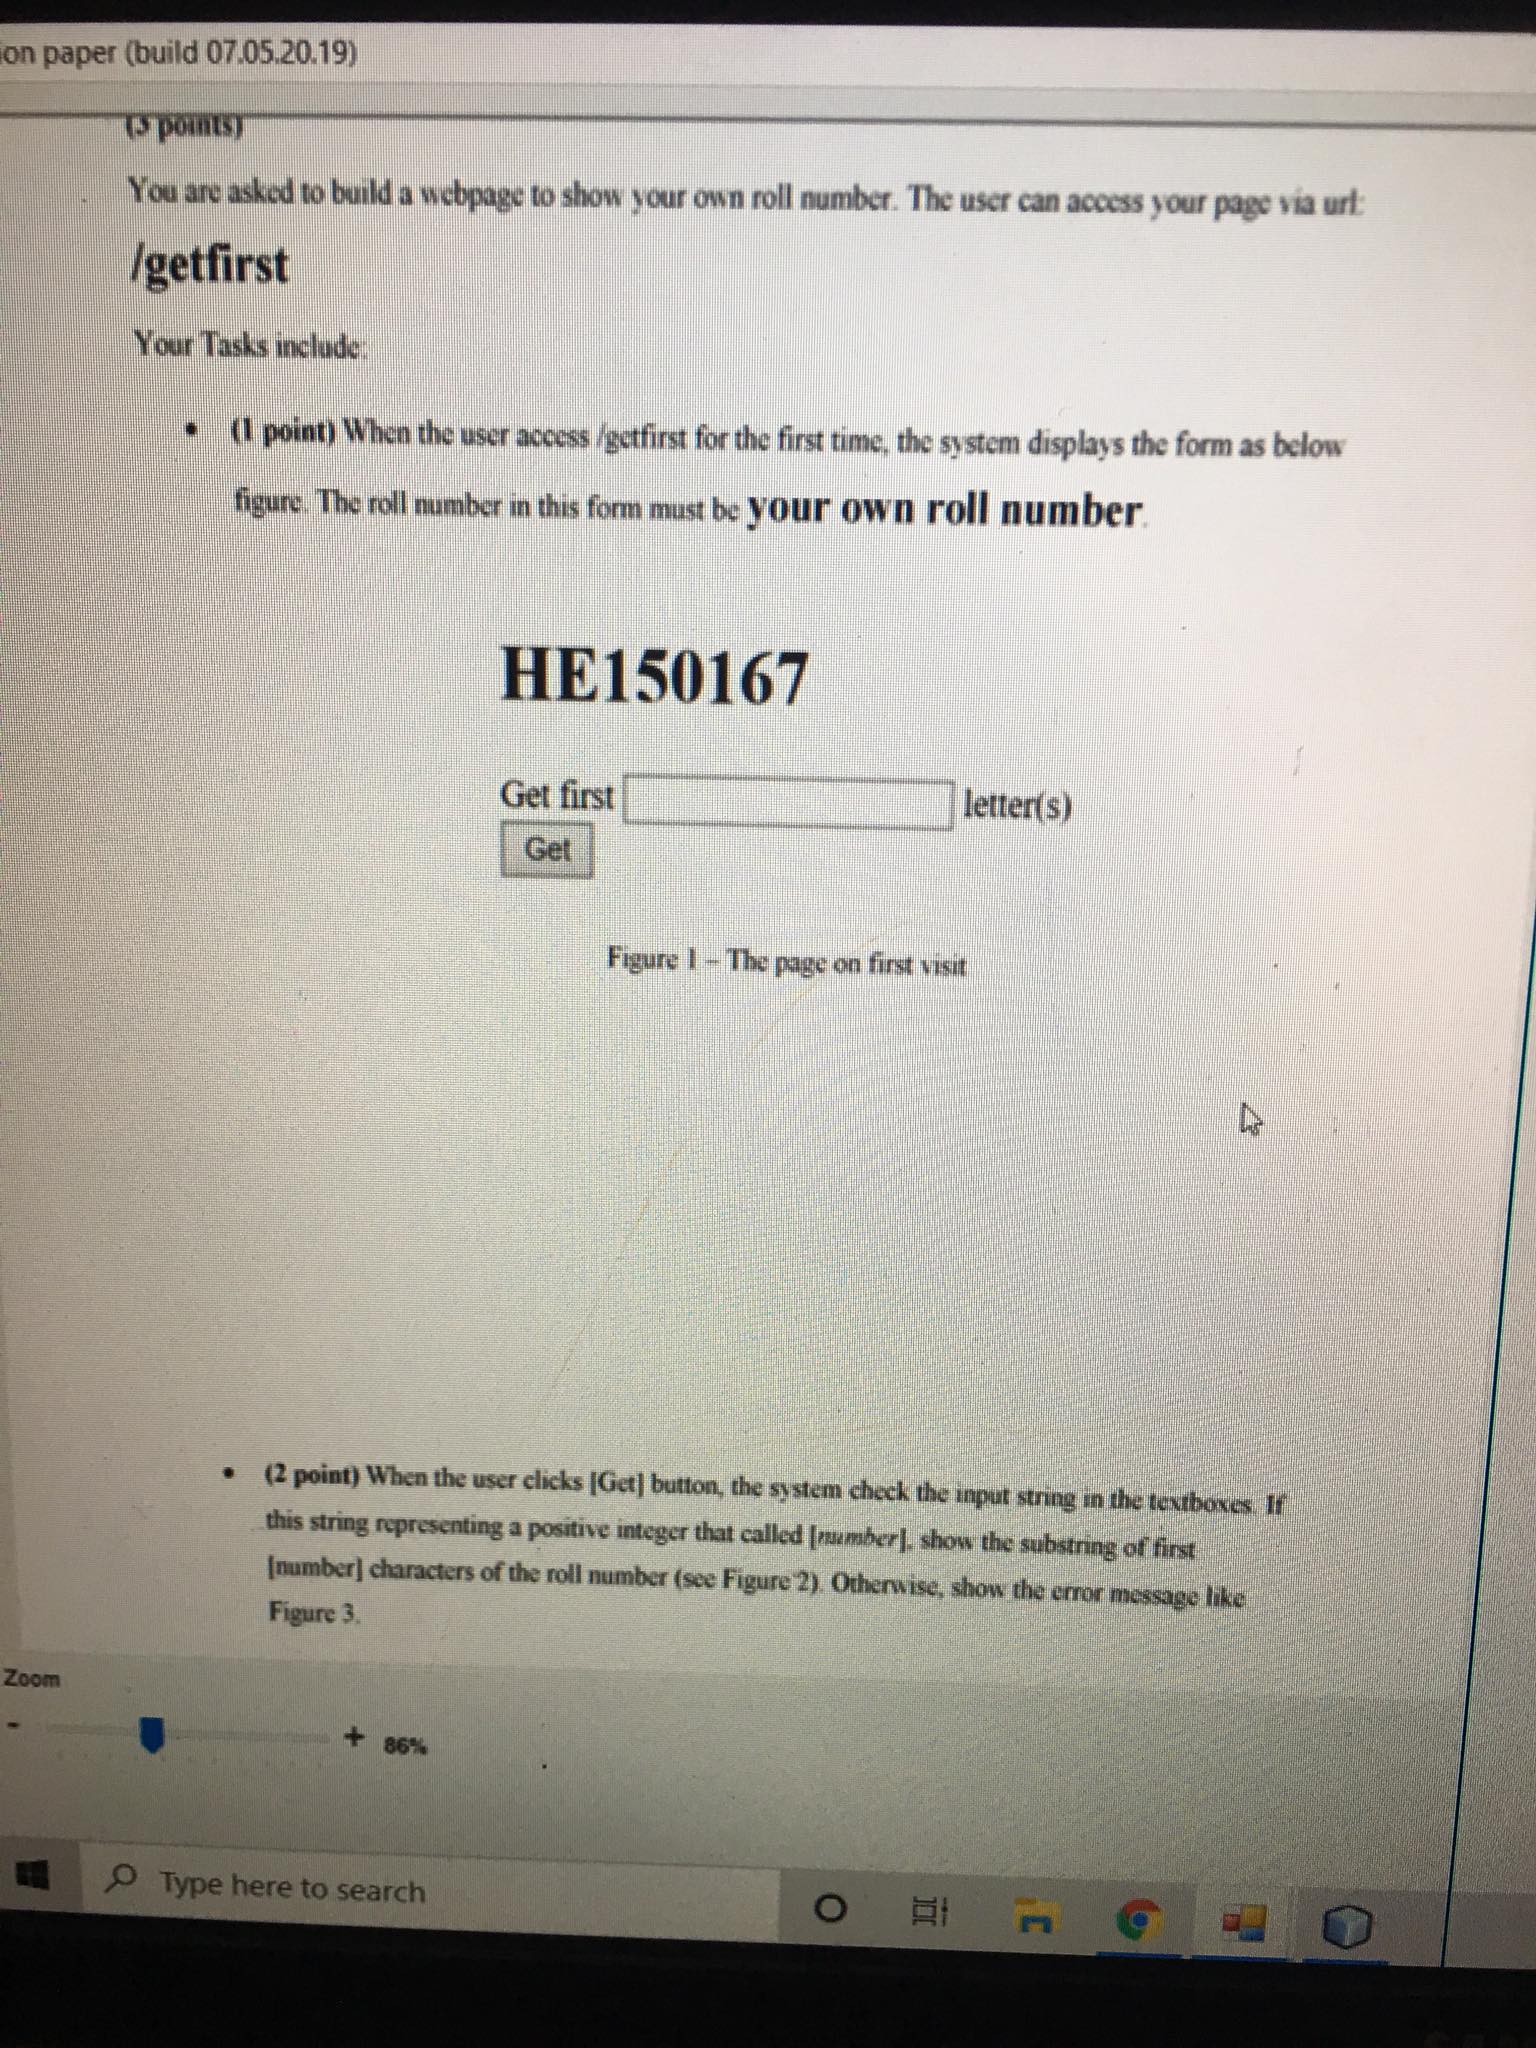 ion paper (build 07.05.20.19)
(3 points)
You are asked to build a webpage to show your own roll number. The user can access your page via url:
/getfirst
Your Tasks include:
• (1 point) When the user access /getfirst for the first time, the system displays the form as below
figure. The roll number in this form must be your own roll number.
HE150167
Get first letter(s)
Get
Figure 1 – The page on first visit
• (2 point) When the user clicks [Get] button, the system check the input string in the textboxes. If
this string representing a positive integer that called [number], show the substring of first
[number] characters of the roll number (see Figure 2). Otherwise, show the error message like
Figure 3.
Zoom
- + 86%
Type here to search